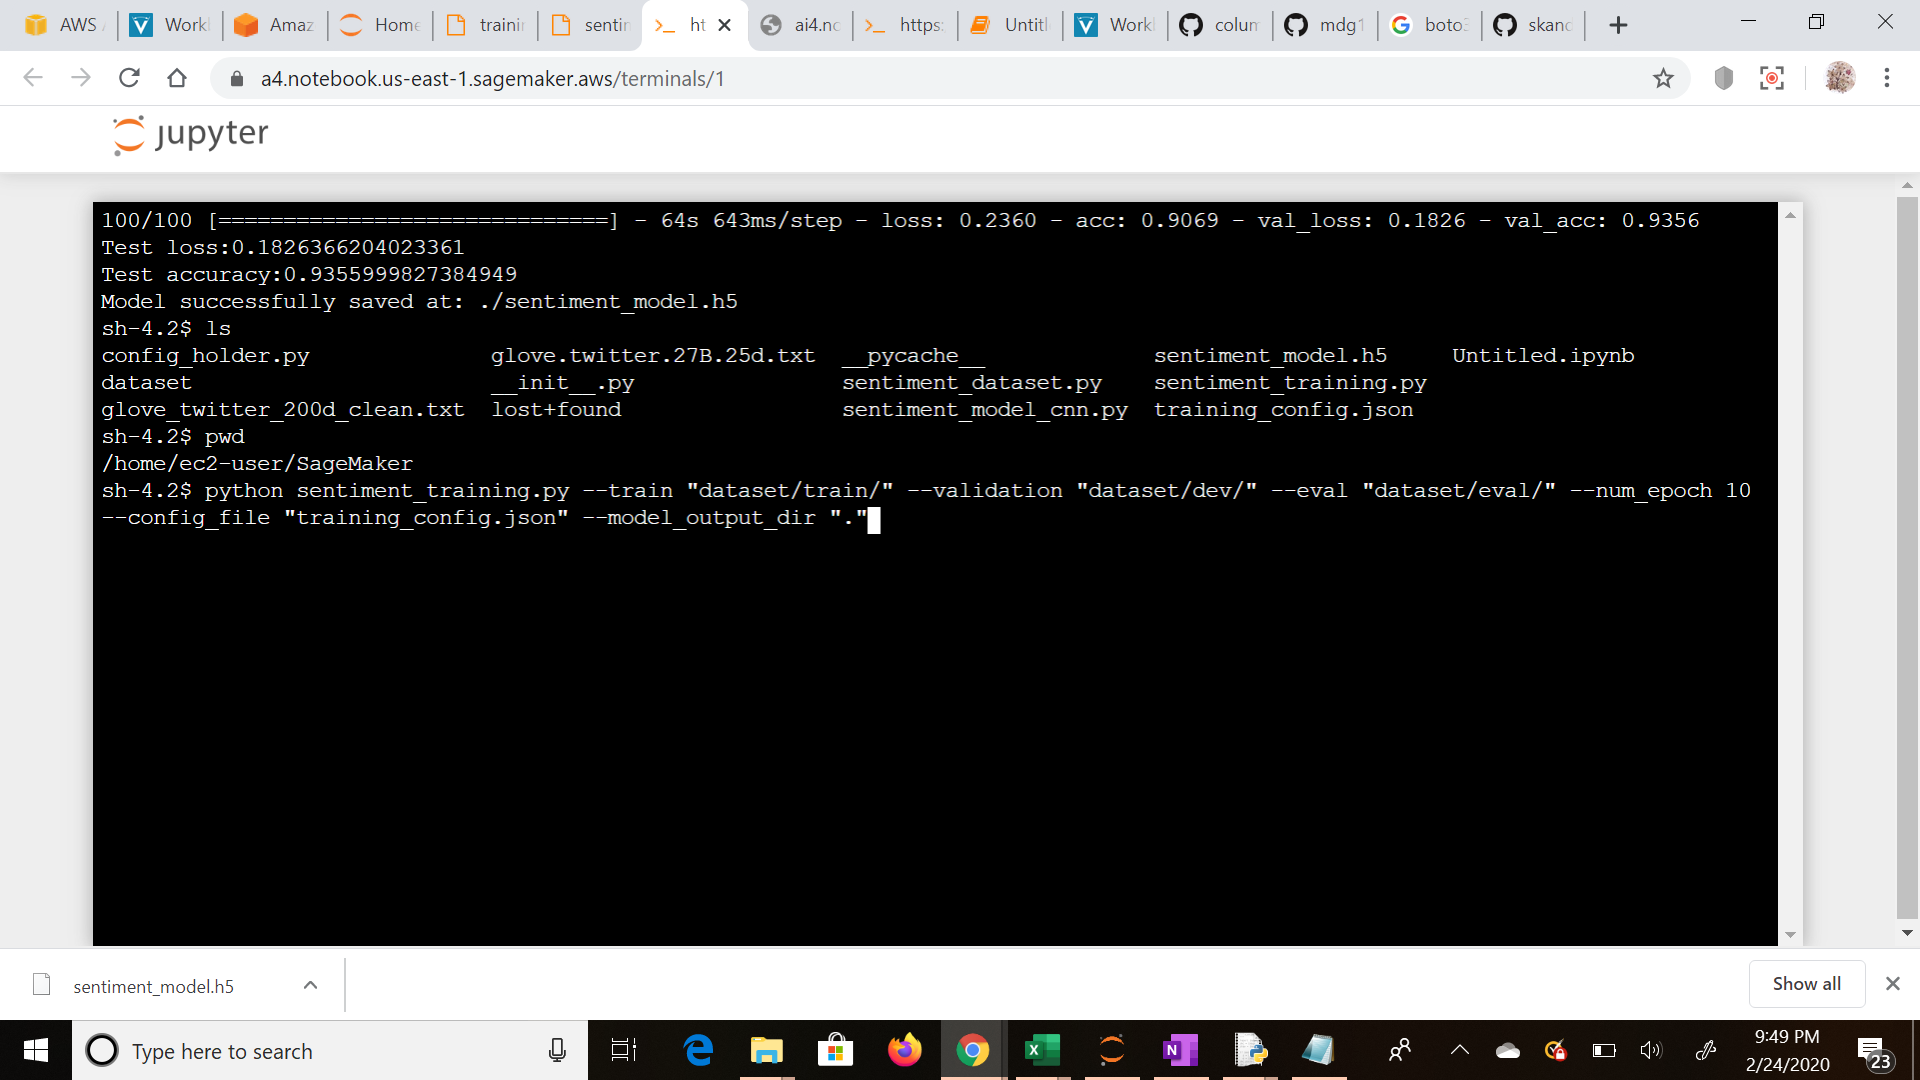 AWS
Work
Amaz
Home
traini
sentin
ht
ai4.no
https:
Untitl
Work
colum
mdg1
boto3
skand
a4.notebook.us-east-1.sagemaker.aws/terminals/1
jupyter
100/100 [==============================] - 64s 643ms/step - loss: 0.2360 - acc: 0.9069 - val_loss: 0.1826 - val_acc: 0.9356
Test loss:0.1826366204023361
Test accuracy:0.9355999827384949
Model successfully saved at: ./sentiment_model.h5
sh-4.2$ ls
config_holder.py glove.twitter.27B.25d.txt __pycache__ sentiment_model.h5 Untitled.ipynb
dataset __init__.py sentiment_dataset.py sentiment_training.py
glove_twitter_200d_clean.txt lost+found sentiment_model_cnn.py training_config.json
sh-4.2$ pwd
/home/ec2-user/SageMaker
sh-4.2$ python sentiment_training.py --train "dataset/train/" --validation "dataset/dev/" --eval "dataset/eval/" --num_epoch 10
--config_file "training_config.json" --model_output_dir "."
sentiment_model.h5
Show all
Type here to search
9:49 PM
2/24/2020
23